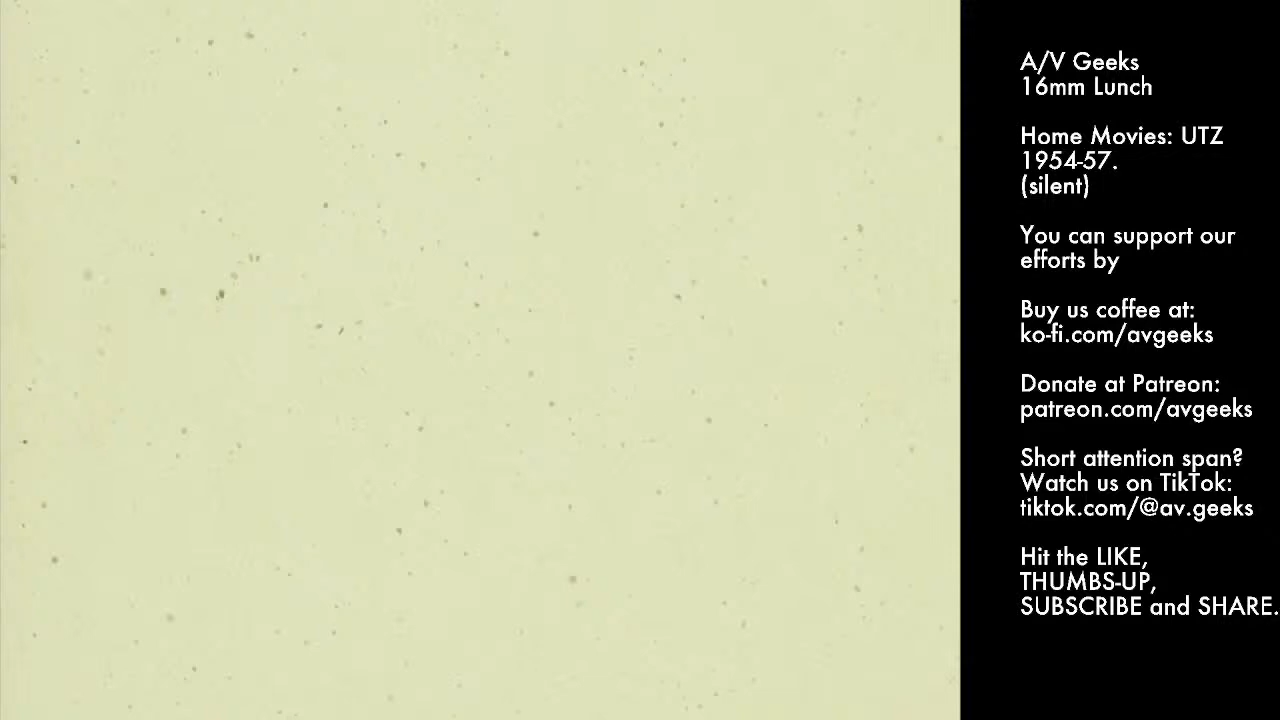 A/V Geeks
16mm Lunch
Home Movies: UTZ
1954-57.
(silent)
You can support our
efforts by
Buy us coffee at:
ko-fi.com/avgeeks
Donate at Patreon:
patreon.com/avgeeks
Short attention span?
Watch us on TikTok:
tiktok.com/@av.geeks
Hit the LIKE,
THUMBS-UP,
SUBSCRIBE and SHARE.